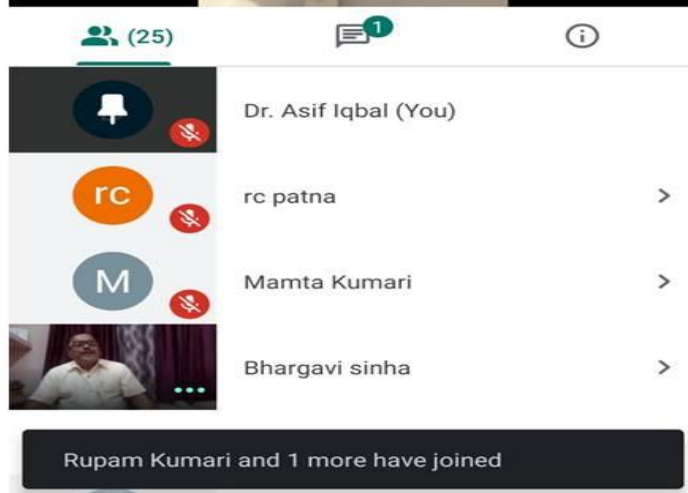 (25)
1
Dr. Asif Iqbal (You)
rc
rc patna
M
Mamta Kumari
Bhargavi sinha
Rupam Kumari and 1 more have joined